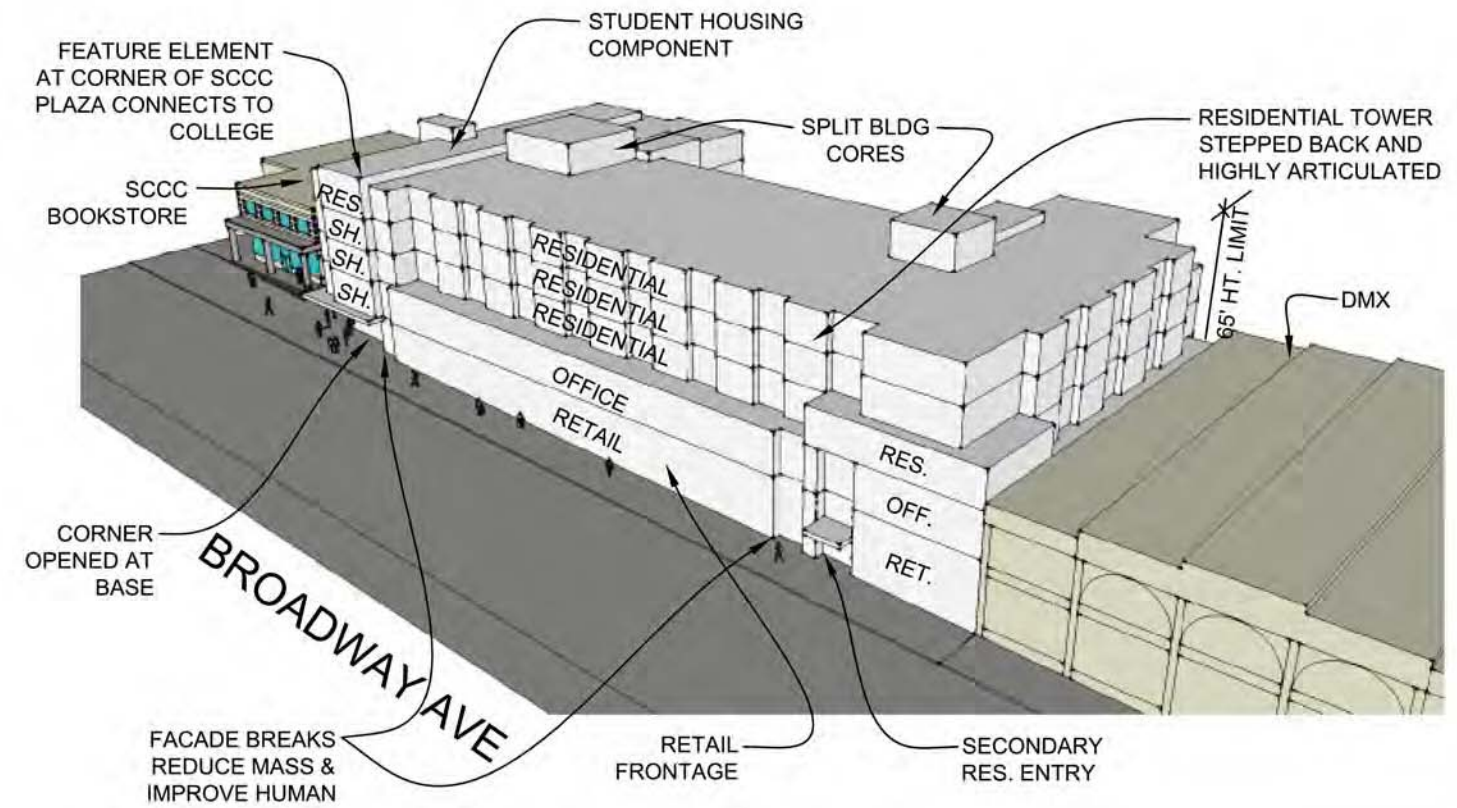 STUDENT HOUSING
COMPONENT
FEATURE ELEMENT
AT CORNER OF SCCC
PLAZA CONNECTS TO
COLLEGE
SPLIT BLDG
CORES
RESIDENTIAL TOWER
STEPPED BACK AND
HIGHLY ARTICULATED
SCCC
BOOKSTORE
RES.
SH.
SH.
SH.
RESIDENTIAL
RESIDENTIAL
RESIDENTIAL
65' HT. LIMIT
DMX
OFFICE
RETAIL
RES.
OFF.
RET.
CORNER
OPENED AT
BASE
BROADWAY AVE
FACADE BREAKS
REDUCE MASS &
IMPROVE HUMAN
RETAIL
FRONTAGE
SECONDARY
RES. ENTRY